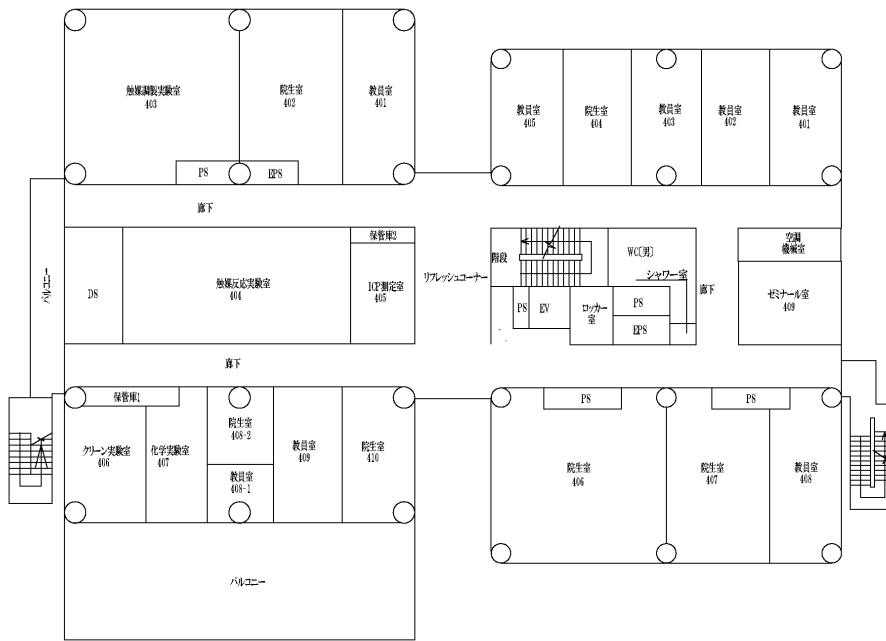 触媒調製実験室
403
院生室
402
教員室
401
PS
EPS
教員室
405
院生室
404
教員室
403
教員室
402
教員室
401
廊下
バルコニー
DS
触媒反応実験室
404
保管庫2
ICP測定室
405
リフレッシュコーナー
階段
WC(男)
シャワー室
PS
EV
ロッカー
室
PS
EPS
廊下
空調
機械室
ゼミナール室
409
廊下
保管庫1
クリーン実験室
406
化学実験室
407
院生室
408-2
教員室
408-1
教員室
409
院生室
410
PS
PS
院生室
406
院生室
407
教員室
408
バルコニー